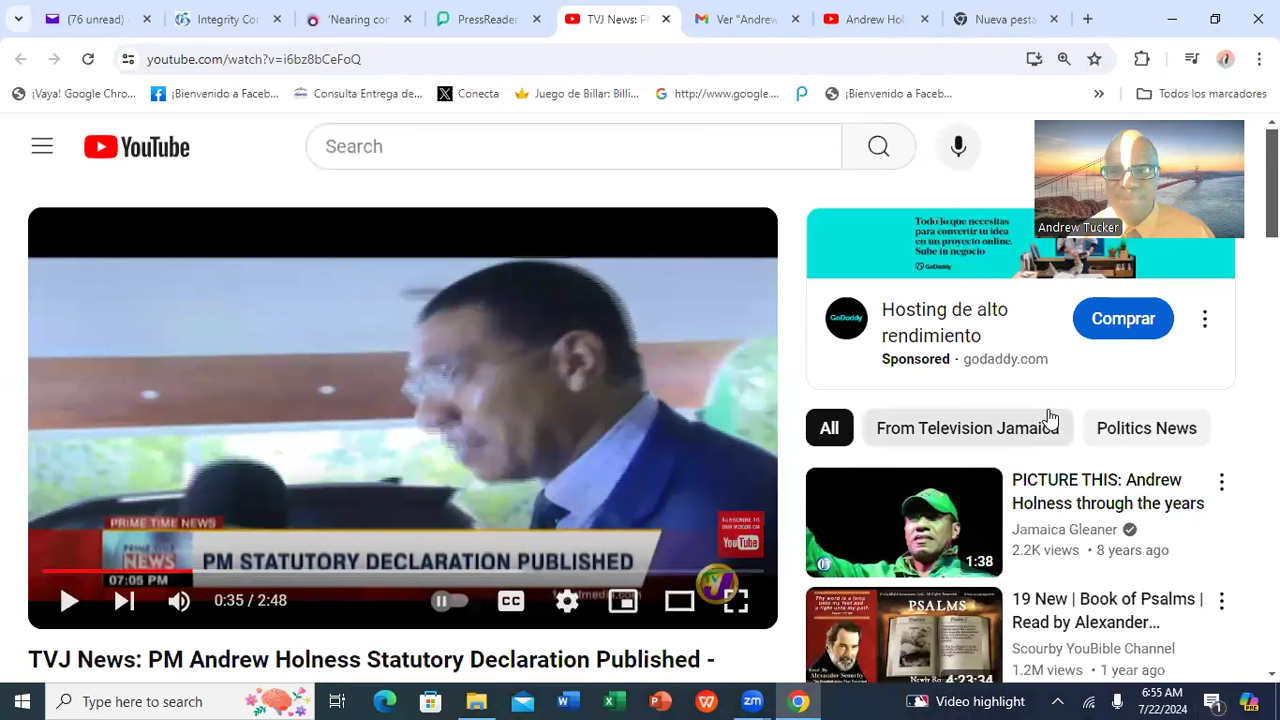 (76 unread)
Integrity Co
'Nearing cor
PressReader
TVJ News: P
Ver "Andrew
Andrew Hol
Nueva pesta
youtube.com/watch?v=i6bz8bCeFoQ
¡Vaya! Google Chro...
¡Bienvenido a Faceb...
Consulta Entrega de...
Conecta
Juego de Billar: Billi...
http://www.google....
¡Bienvenido a Faceb...
Todos los marcadores
YouTube
Search
Andrew Tucker
Todo lo que necesitas
para convertir tu idea
en un proyecto online.
Sube tu negocio
GoDaddy
GoDaddy
Hosting de alto
rendimiento
Sponsored · godaddy.com
Comprar
All
From Television Jamaica
Politics News
PRIME TIME NEWS
NEWS
07:05 PM
PM STATUTORY DECLARATION PUBLISHED
SUBSCRIBE TO
YouTube
0:35 / 2:48
CC
TVJ News: PM Andrew Holness Statutory Declaration Published -
PICTURE THIS: Andrew
Holness through the years
Jamaica Gleaner
2.2K views • 8 years ago
1:38
PSALMS
4:23:34
19 New | Book of Psalms |
Read by Alexander...
Scourby YouBible Channel
1.2M views • 1 year ago
Type here to search
Video highlight
6:55 AM
7/22/2024